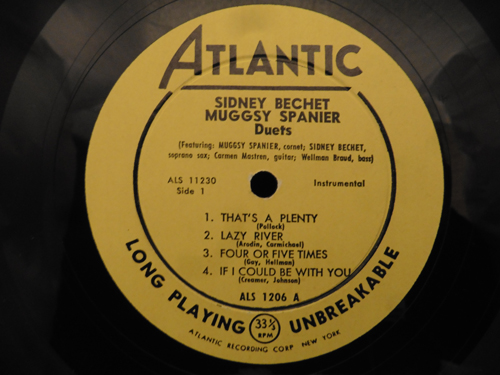 ATLANTIC
SIDNEY BECHET
MUGGSY SPANIER
Duets
(Featuring: MUGGSY SPANIER, cornet; SIDNEY BECHET,
soprano sax; Carmen Mastren, guitar; Wellman Braud, bass)
ALS 11230
Side 1
Instrumental
1. THAT'S A PLENTY
(Pollack)
2. LAZY RIVER
(Arodin, Carmichael)
3. FOUR OR FIVE TIMES
(Gay, Hellman)
4. IF I COULD BE WITH YOU
(Creamer, Johnson)
ALS 1206 A
LONG PLAYING 33 1/3 RPM UNBREAKABLE
ATLANTIC RECORDING CORP. NEW YORK